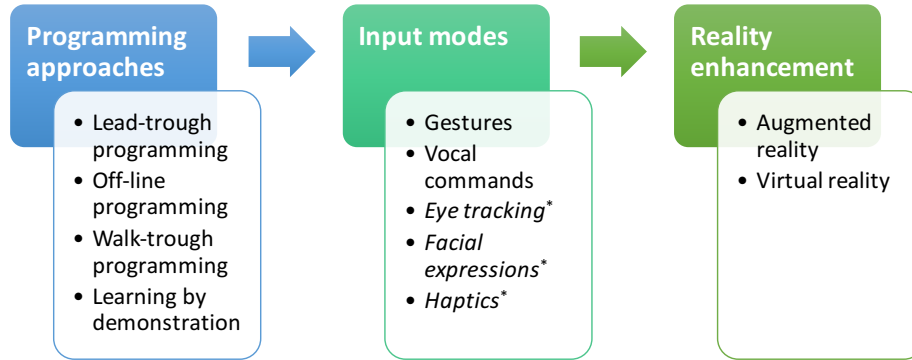 Programming
approaches
• Lead-trough
programming
• Off-line
programming
• Walk-trough
programming
• Learning by
demonstration
Input modes
• Gestures
• Vocal
commands
• Eye tracking*
• Facial
expressions*
• Haptics*
Reality
enhancement
• Augmented
reality
• Virtual reality